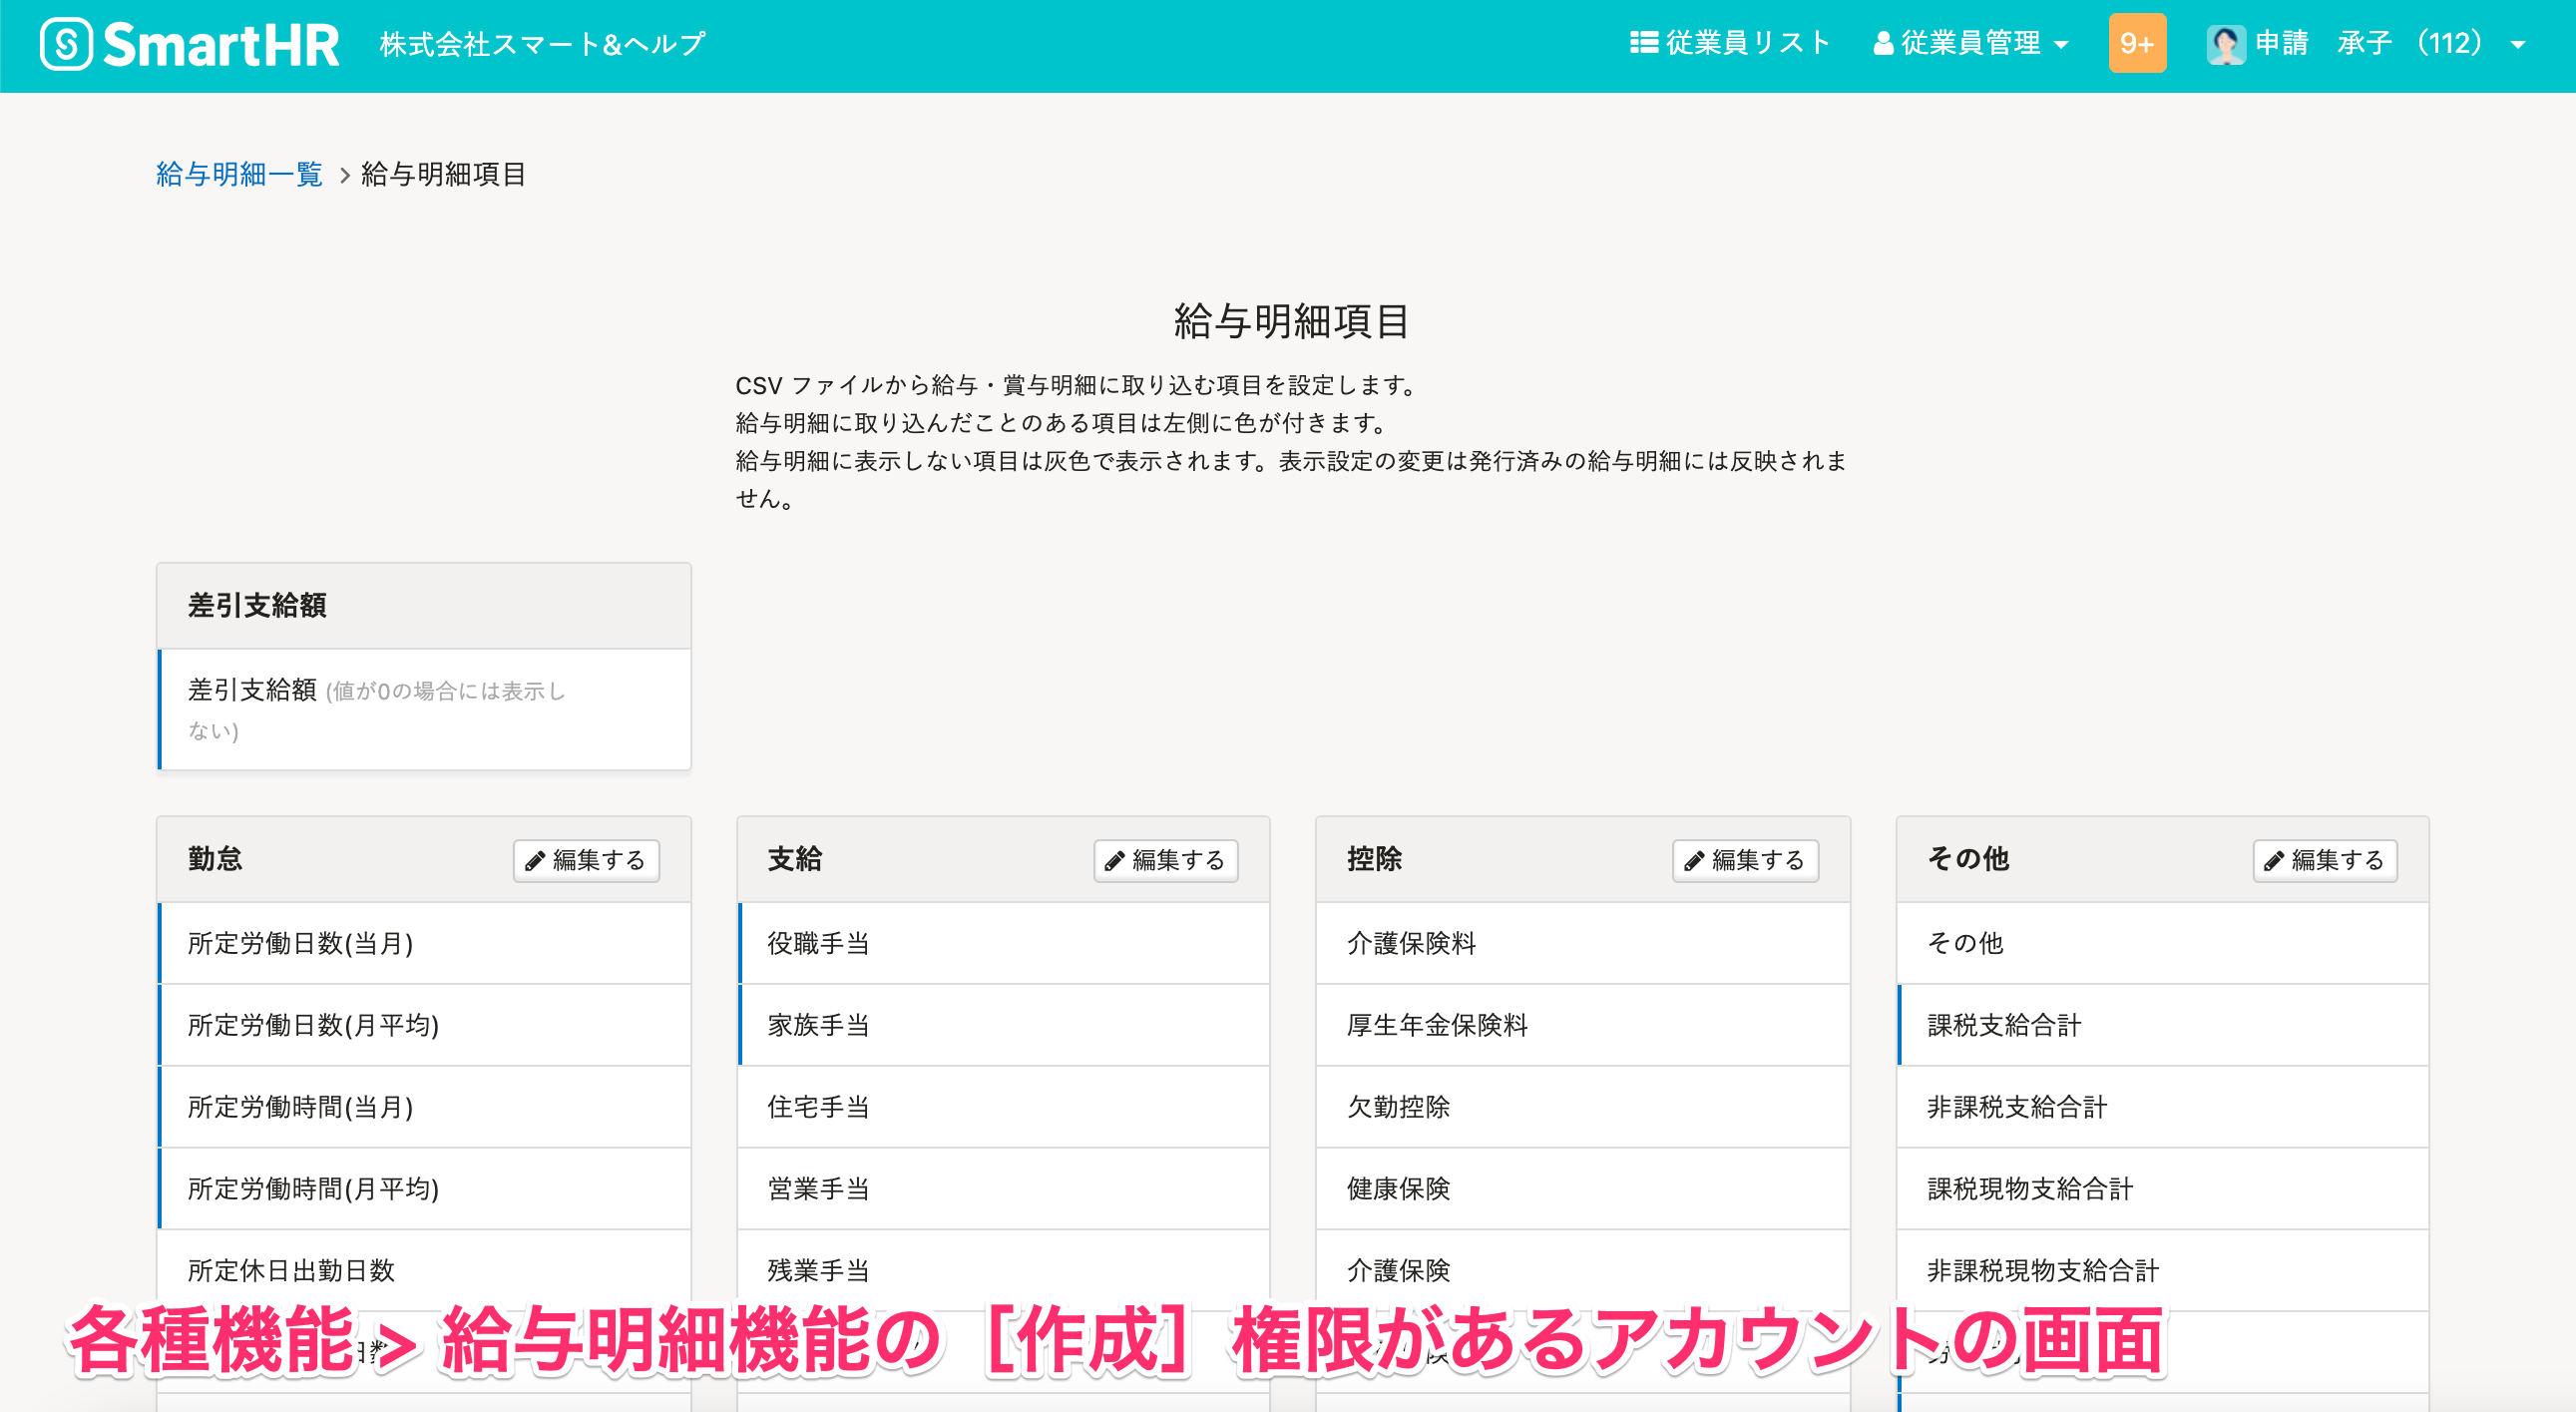 SmartHR 株式会社スマート&ヘルプ 従業員リスト 従業員管理 9+ 申請 承子 (112)
給与明細一覧 > 給与明細項目
給与明細項目
CSV ファイルから給与・賞与明細に取り込む項目を設定します。
給与明細に取り込んだことのある項目は左側に色が付きます。
給与明細に表示しない項目は灰色で表示されます。表示設定の変更は発行済みの給与明細には反映されま
せん。
差引支給額
差引支給額 (値が0の場合には表示し
ない)
勤怠 編集する
所定労働日数(当月)
所定労働日数(月平均)
所定労働時間(当月)
所定労働時間(月平均)
所定休日出勤日数
支給 編集する
役職手当
家族手当
住宅手当
営業手当
残業手当
控除 編集する
介護保険料
厚生年金保険料
欠勤控除
健康保険
介護保険
その他 編集する
その他
課税支給合計
非課税支給合計
課税現物支給合計
非課税現物支給合計
各種機能 > 給与明細機能の［作成］権限があるアカウントの画面